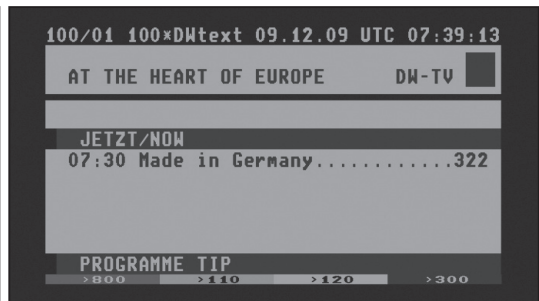 100/01 100*DWtext 09.12.09 UTC 07:39:13
AT THE HEART OF EUROPE DW-TV
JETZT/NOW
07:30 Made in Germany............322
PROGRAMME TIP
>800 >110 >120 >300